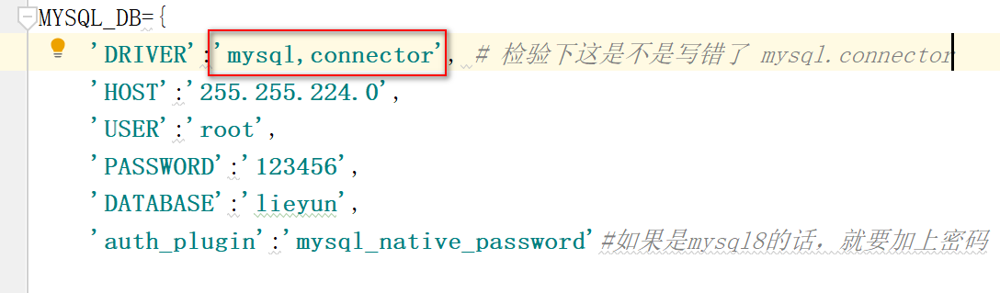 MYSQL_DB={
'DRIVER':'mysql,connector', # 检验下这是不是写错了 mysql.connector
'HOST':'255.255.224.0',
'USER':'root',
'PASSWORD':'123456',
'DATABASE':'lieyun',
'auth_plugin':'mysql_native_password'#如果是mysql8的话，就要加上密码